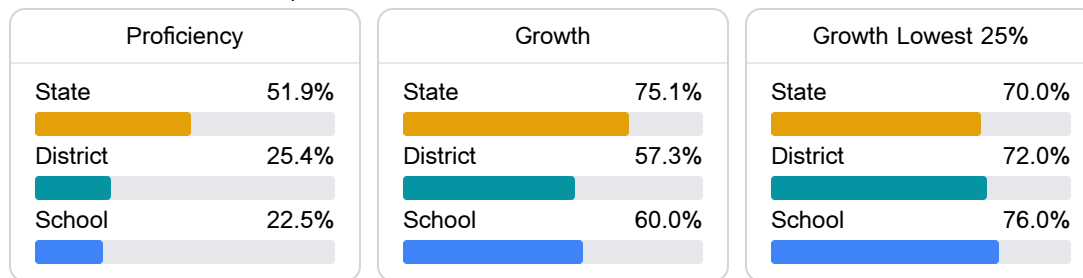 Proficiency
State 51.9%
District 25.4%
School 22.5%
Growth
State 75.1%
District 57.3%
School 60.0%
Growth Lowest 25%
State 70.0%
District 72.0%
School 76.0%